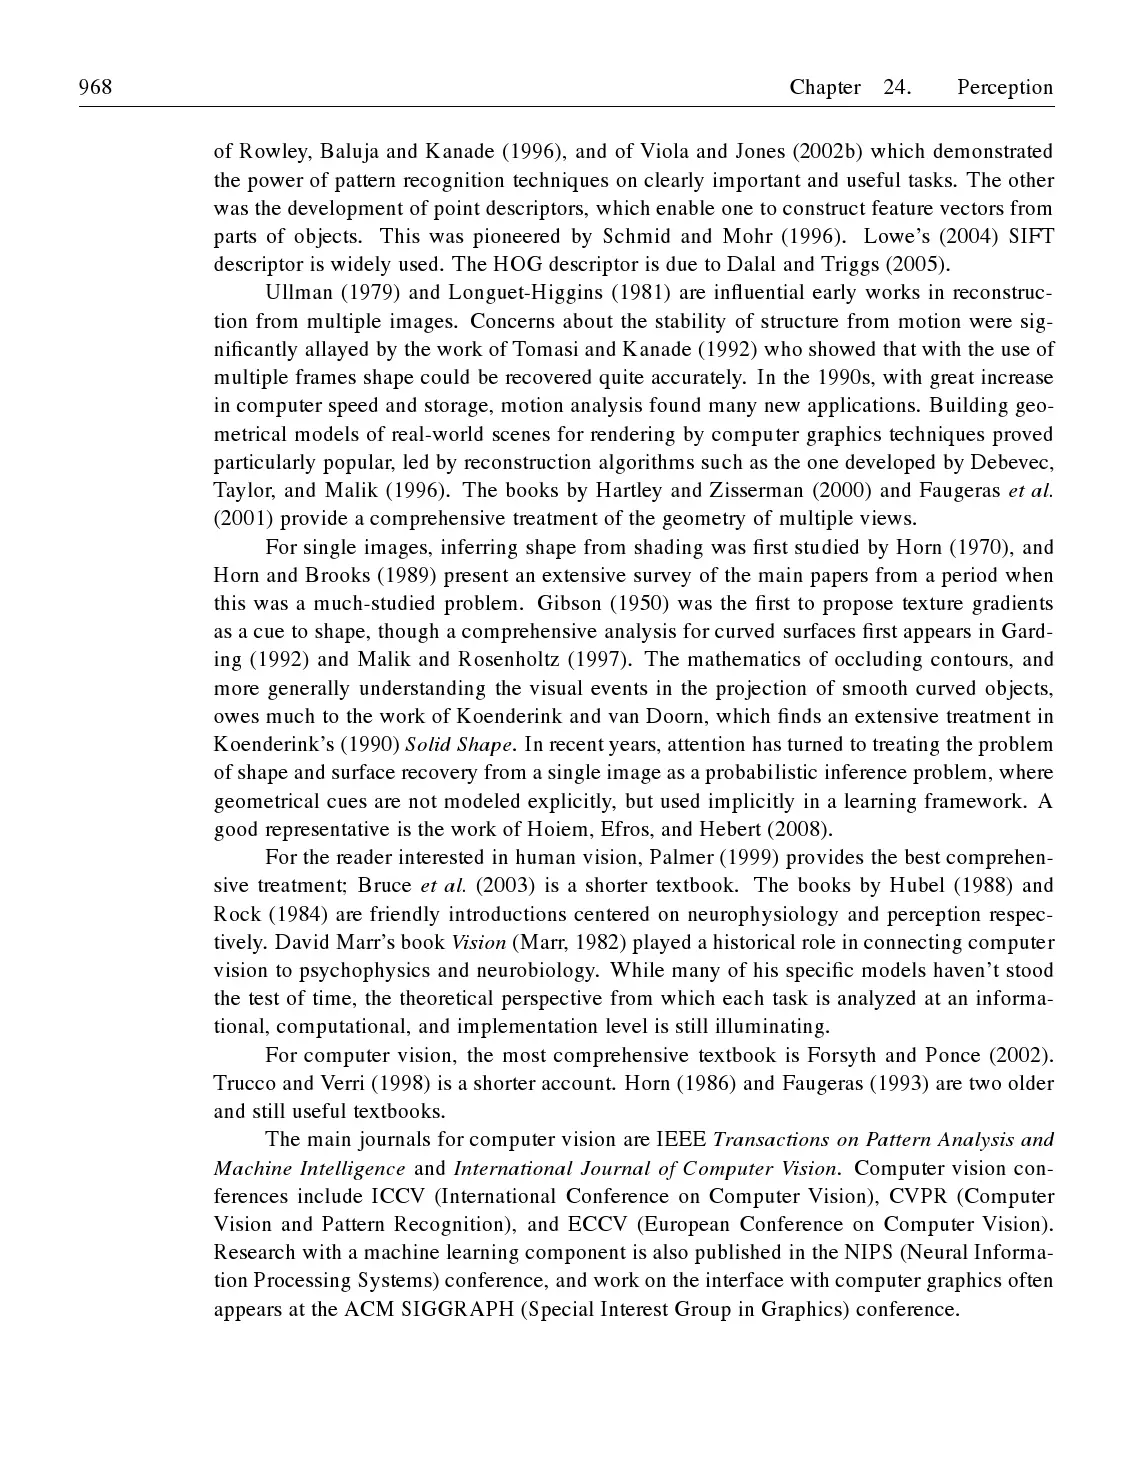 968 Chapter 24. Perception
of Rowley, Baluja and Kanade (1996), and of Viola and Jones (2002b) which demonstrated
the power of pattern recognition techniques on clearly important and useful tasks. The other
was the development of point descriptors, which enable one to construct feature vectors from
parts of objects. This was pioneered by Schmid and Mohr (1996). Lowe's (2004) SIFT
descriptor is widely used. The HOG descriptor is due to Dalal and Triggs (2005).
Ullman (1979) and Longuet-Higgins (1981) are influential early works in reconstruc-
tion from multiple images. Concerns about the stability of structure from motion were sig-
nificantly allayed by the work of Tomasi and Kanade (1992) who showed that with the use of
multiple frames shape could be recovered quite accurately. In the 1990s, with great increase
in computer speed and storage, motion analysis found many new applications. Building geo-
metrical models of real-world scenes for rendering by computer graphics techniques proved
particularly popular, led by reconstruction algorithms such as the one developed by Debevec,
Taylor, and Malik (1996). The books by Hartley and Zisserman (2000) and Faugeras et al.
(2001) provide a comprehensive treatment of the geometry of multiple views.
For single images, inferring shape from shading was first studied by Horn (1970), and
Horn and Brooks (1989) present an extensive survey of the main papers from a period when
this was a much-studied problem. Gibson (1950) was the first to propose texture gradients
as a cue to shape, though a comprehensive analysis for curved surfaces first appears in Gard-
ing (1992) and Malik and Rosenholtz (1997). The mathematics of occluding contours, and
more generally understanding the visual events in the projection of smooth curved objects,
owes much to the work of Koenderink and van Doorn, which finds an extensive treatment in
Koenderink's (1990) Solid Shape. In recent years, attention has turned to treating the problem
of shape and surface recovery from a single image as a probabilistic inference problem, where
geometrical cues are not modeled explicitly, but used implicitly in a learning framework. A
good representative is the work of Hoiem, Efros, and Hebert (2008).
For the reader interested in human vision, Palmer (1999) provides the best comprehen-
sive treatment; Bruce et al. (2003) is a shorter textbook. The books by Hubel (1988) and
Rock (1984) are friendly introductions centered on neurophysiology and perception respec-
tively. David Marr's book Vision (Marr, 1982) played a historical role in connecting computer
vision to psychophysics and neurobiology. While many of his specific models haven't stood
the test of time, the theoretical perspective from which each task is analyzed at an informa-
tional, computational, and implementation level is still illuminating.
For computer vision, the most comprehensive textbook is Forsyth and Ponce (2002).
Trucco and Verri (1998) is a shorter account. Horn (1986) and Faugeras (1993) are two older
and still useful textbooks.
The main journals for computer vision are IEEE Transactions on Pattern Analysis and
Machine Intelligence and International Journal of Computer Vision. Computer vision con-
ferences include ICCV (International Conference on Computer Vision), CVPR (Computer
Vision and Pattern Recognition), and ECCV (European Conference on Computer Vision).
Research with a machine learning component is also published in the NIPS (Neural Informa-
tion Processing Systems) conference, and work on the interface with computer graphics often
appears at the ACM SIGGRAPH (Special Interest Group in Graphics) conference.